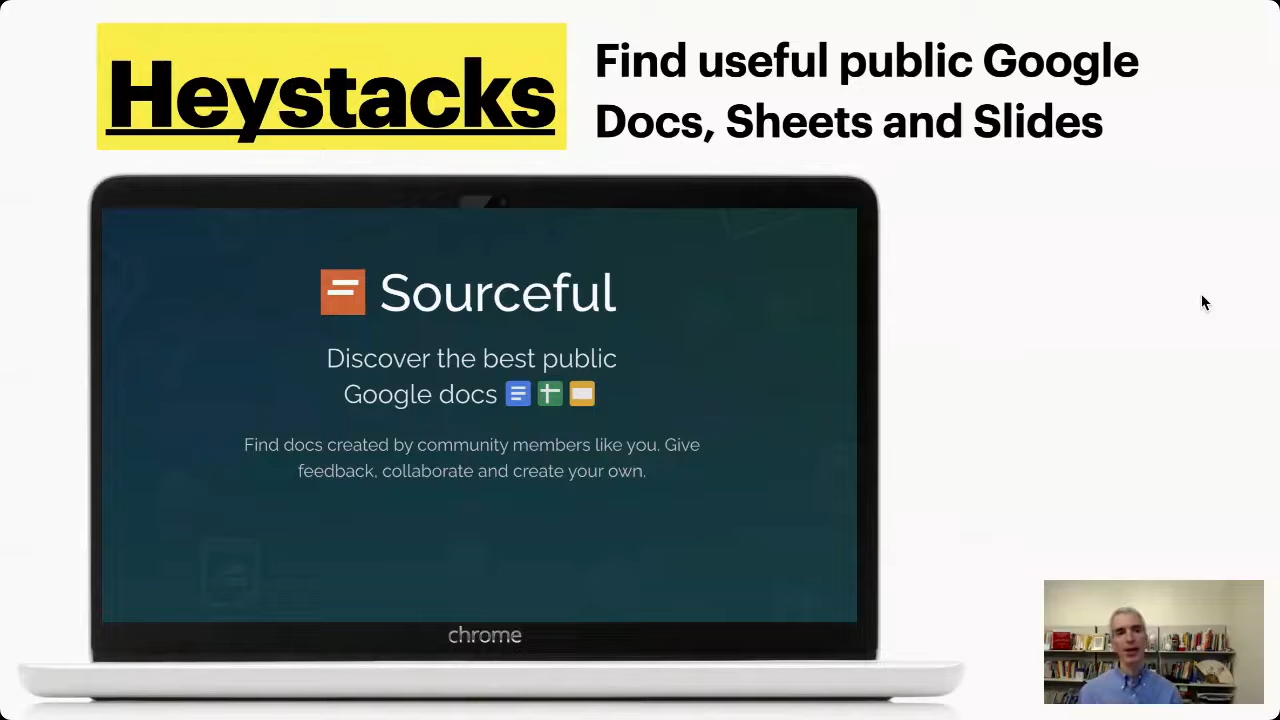 Heystacks
Find useful public Google
Docs, Sheets and Slides
Sourceful
Discover the best public
Google docs
Find docs created by community members like you. Give
feedback, collaborate and create your own.
chrome